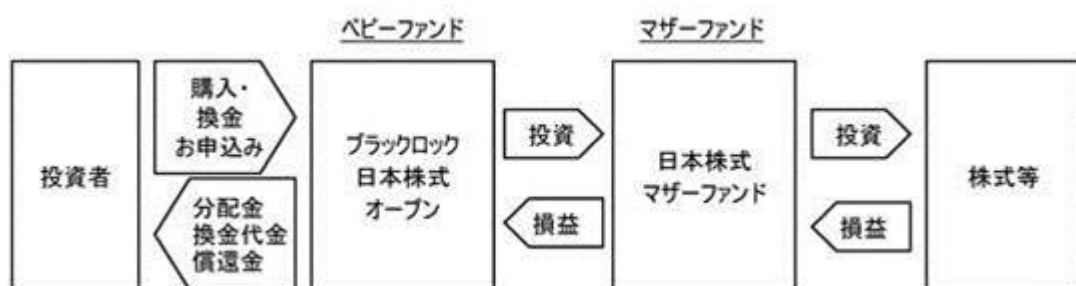 ベビーファンド
マザーファンド
投資者
購入・
換金
お申込み
分配金
換金代金
償還金
ブラックロック
日本株式
オープン
投資
損益
日本株式
マザーファンド
投資
損益
株式等